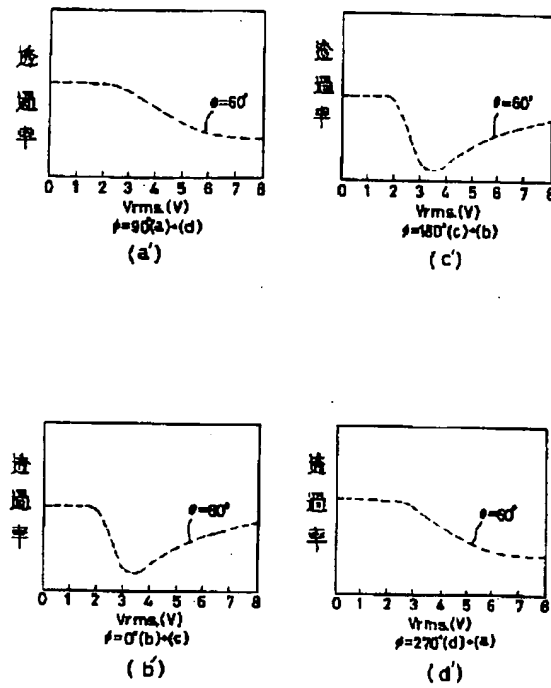 透過率
ϕ=60°
0 1 2 3 4 5 6 7 8
Vrms.(V)
ϕ=90°(a)+(d)
(a')
透過率
ϕ=60°
0 1 2 3 4 5 6 7 8
Vrms.(V)
ϕ=180°(c)+(b)
(c')
透過率
ϕ=60°
0 1 2 3 4 5 6 7 8
Vrms.(V)
ϕ=0°(b)+(c)
(b')
透過率
ϕ=60°
0 1 2 3 4 5 6 7 8
Vrms.(V)
ϕ=270°(d)+(a)
(d')